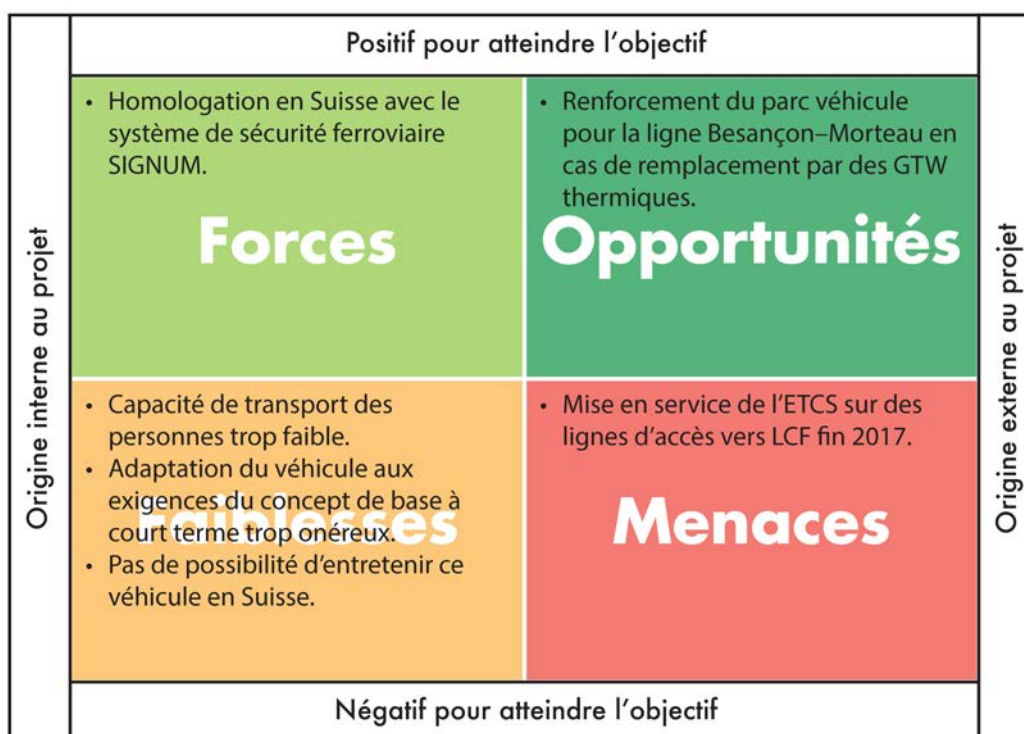 Positif pour atteindre l'objectif
Origine interne au projet
• Homologation en Suisse avec le
système de sécurité ferroviaire
SIGNUM.
Forces
• Renforcement du parc véhicule
pour la ligne Besançon–Morteau en
cas de remplacement par des GTW
thermiques.
Opportunités
• Capacité de transport des
personnes trop faible.
• Adaptation du véhicule aux
exigences du concept de base à
court terme trop onéreux.
• Pas de possibilité d'entretenir ce
véhicule en Suisse.
Faiblesses
• Mise en service de l'ETCS sur des
lignes d'accès vers LCF fin 2017.
Menaces
Origine externe au projet
Négatif pour atteindre l'objectif